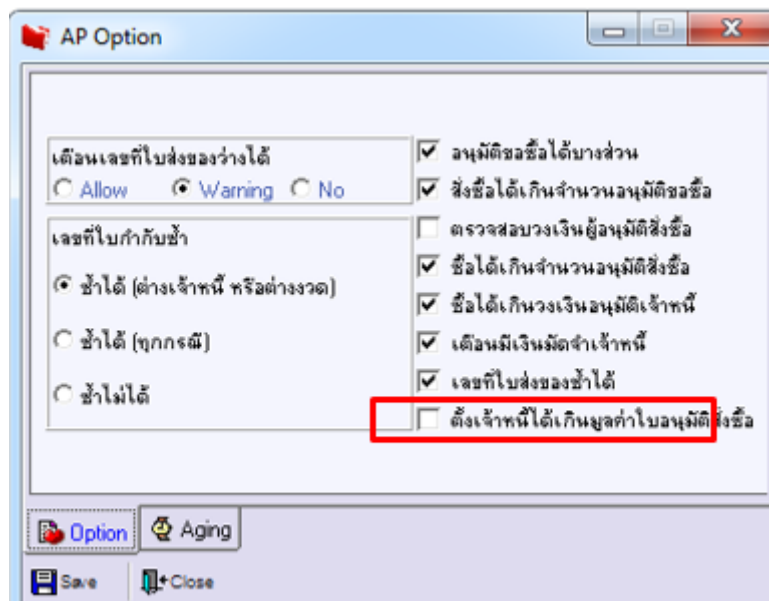 AP Option
เตือนเลขที่ใบส่งของว่างได้
Allow Warning No
เลขที่ใบกำกับซ้ำ
ซ้ำได้ (ต่างเจ้าหนี้ หรือต่างงวด)
ซ้ำได้ (ทุกกรณี)
ซ้ำไม่ได้
อนุมัติขอซื้อได้บางส่วน
สั่งซื้อได้เกินจำนวนอนุมัติขอซื้อ
ตรวจสอบวงเงินผู้อนุมัติสั่งซื้อ
ซื้อได้เกินจำนวนอนุมัติสั่งซื้อ
ซื้อได้เกินวงเงินอนุมัติเจ้าหนี้
เตือนมีเงินมัดจำเจ้าหนี้
เลขที่ใบส่งของซ้ำได้
ตั้งเจ้าหนี้ได้เกินมูลค่าใบอนุมัติสั่งซื้อ
Option Aging
Save Close